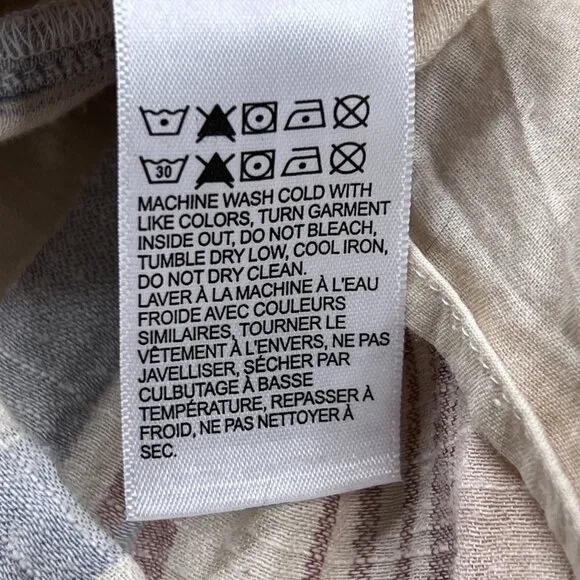 30
MACHINE WASH COLD WITH
LIKE COLORS, TURN GARMENT
INSIDE OUT, DO NOT BLEACH,
TUMBLE DRY LOW, COOL IRON,
DO NOT DRY CLEAN.
LAVER À LA MACHINE À L'EAU
FROIDE AVEC COULEURS
SIMILAIRES, TOURNER LE
VÊTEMENT À L'ENVERS, NE PAS
JAVELLISER, SÉCHER PAR
CULBUTAGE À BASSE
TEMPÉRATURE, REPASSER À
FROID, NE PAS NETTOYER À
SEC.